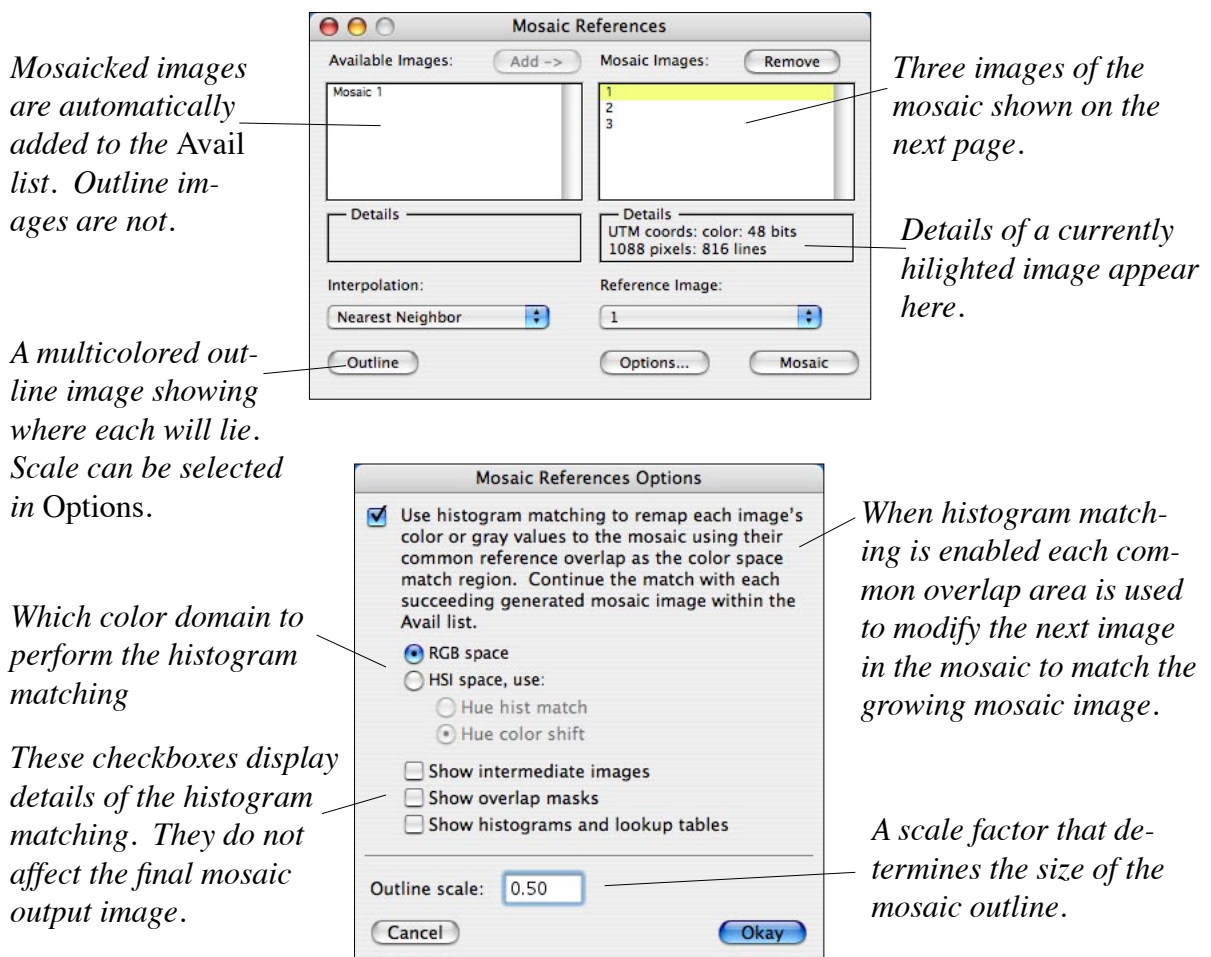 Mosaic References
Available Images:
Add ->
Mosaic Images:
Remove
Mosaic 1
1
2
3
Details
Details
UTM coords: color: 48 bits
1088 pixels: 816 lines
Interpolation:
Reference Image:
Nearest Neighbor
1
Outline
Options...
Mosaic
Mosaicked images
are automatically
added to the Avail
list. Outline im-
ages are not.
Three images of the
mosaic shown on the
next page.
Details of a currently
hilighted image appear
here.
A multicolored out-
line image showing
where each will lie.
Scale can be selected
in Options.
Mosaic References Options
Use histogram matching to remap each image's
color or gray values to the mosaic using their
common reference overlap as the color space
match region. Continue the match with each
succeeding generated mosaic image within the
Avail list.
RGB space
HSI space, use:
Hue hist match
Hue color shift
Show intermediate images
Show overlap masks
Show histograms and lookup tables
Outline scale:
0.50
Cancel
Okay
When histogram match-
ing is enabled each com-
mon overlap area is used
to modify the next image
in the mosaic to match the
growing mosaic image.
Which color domain to
perform the histogram
matching
These checkboxes display
details of the histogram
matching. They do not
affect the final mosaic
output image.
A scale factor that de-
termines the size of the
mosaic outline.